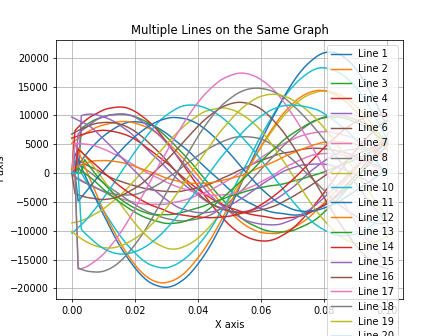 Multiple Lines on the Same Graph
20000
15000
10000
5000
0
−5000
−10000
−15000
−20000
0.00
0.02
0.04
0.06
0.08
X axis
Line 1
Line 2
Line 3
Line 4
Line 5
Line 6
Line 7
Line 8
Line 9
Line 10
Line 11
Line 12
Line 13
Line 14
Line 15
Line 16
Line 17
Line 18
Line 19
Line 20